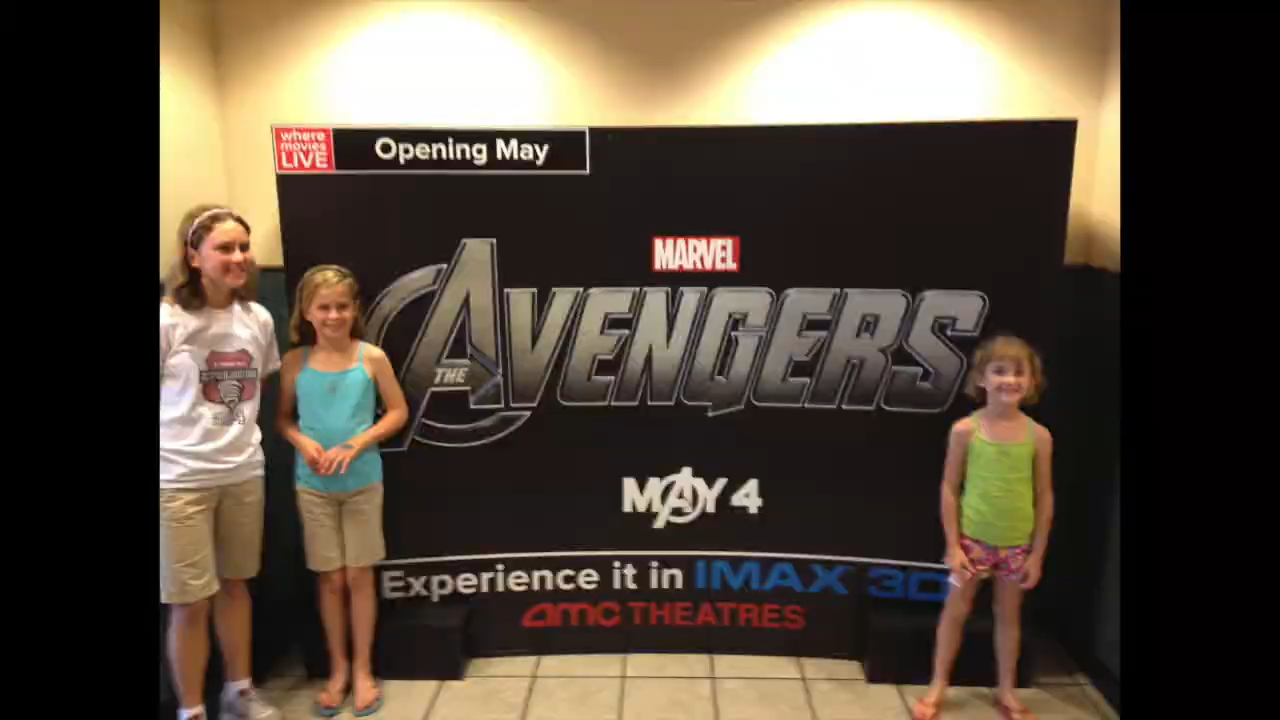 where
movies
LIVE
Opening May
MARVEL
THE AVENGERS
MAY 4
Experience it in IMAX 3D
amc THEATRES